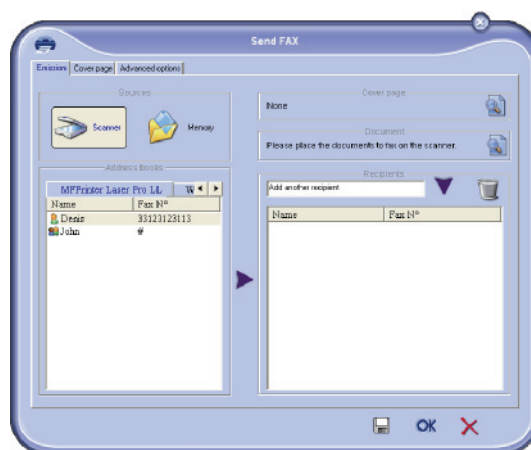 Send FAX
Emission Cover page Advanced options
Sources
Scanner Memory
Cover page
None
Document
Please place the documents to fax on the scanner.
Address books
MFPrinter Laser Pro LL
Name Fax N°
Denis 33123123113
John #
Recipients
Add another recipient
Name Fax N°
OK